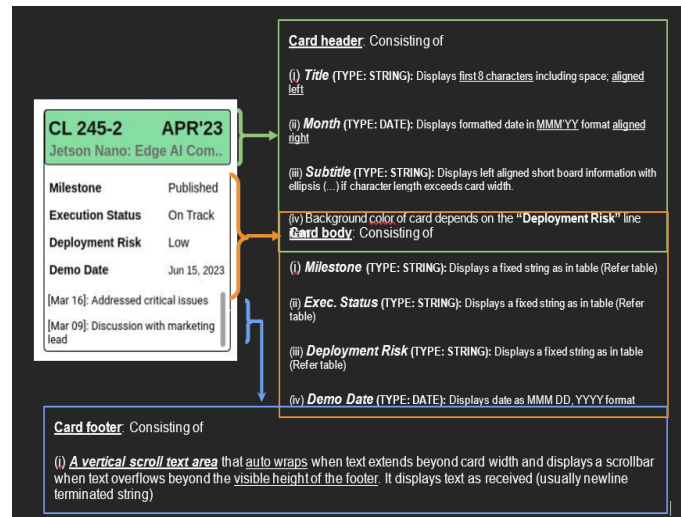 CL 245-2 APR'23
Jetson Nano: Edge AI Com..
Milestone Published
Execution Status On Track
Deployment Risk Low
Demo Date Jun 15, 2023
[Mar 16]: Addressed critical issues
[Mar 09]: Discussion with marketing
lead
Card header: Consisting of
(i) Title (TYPE: STRING): Displays first 8 characters including space; aligned
left
(ii) Month (TYPE: DATE): Displays formatted date in MMM'YY format aligned
right
(iii) Subtitle (TYPE: STRING): Displays left aligned short board information with
ellipsis (...) if character length exceeds card width.
(iv) Background color of card depends on the “Deployment Risk” line
Card body: Consisting of
(i) Milestone (TYPE: STRING): Displays a fixed string as in table (Refer table)
(ii) Exec. Status (TYPE: STRING): Displays a fixed string as in table (Refer
table)
(iii) Deployment Risk (TYPE: STRING): Displays a fixed string as in table
(Refer table)
(iv) Demo Date (TYPE: DATE): Displays date as MMM DD, YYYY format
Card footer: Consisting of
(i) A vertical scroll text area that auto wraps when text extends beyond card width and displays a scrollbar
when text overflows beyond the visible height of the footer. It displays text as received (usually newline
terminated string)